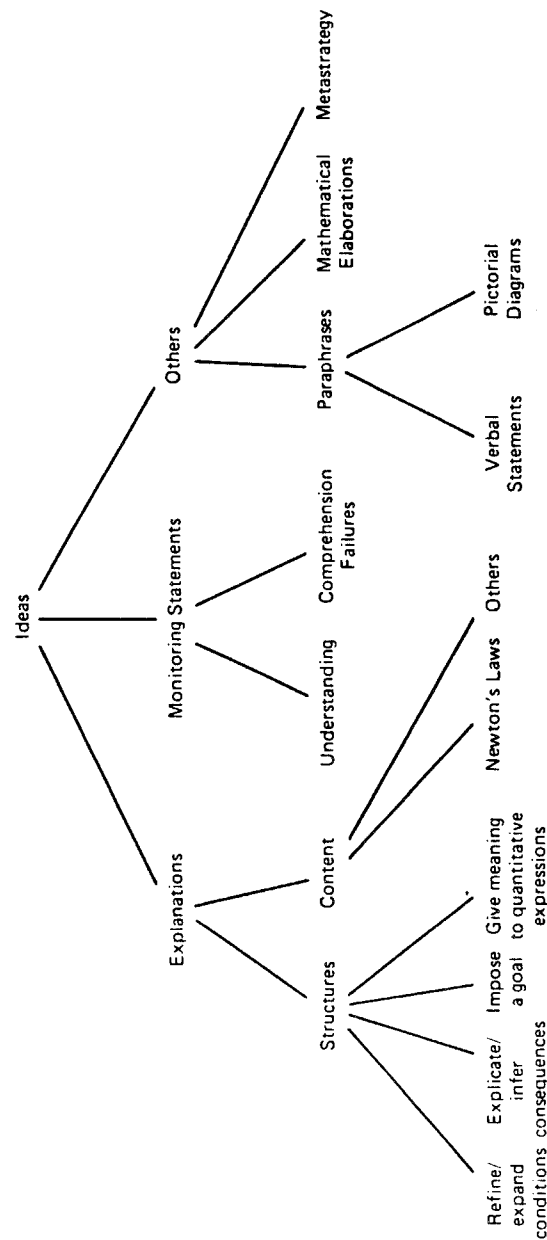 Ideas
Explanations
Monitoring Statements
Others
Structures
Content
Understanding
Comprehension
Failures
Paraphrases
Mathematical
Elaborations
Metastrategy
Refine/
expand
conditions
Explicate/
infer
consequences
Impose
a goal
Give meaning
to quantitative
expressions
Newton's Laws
Others
Verbal
Statements
Pictorial
Diagrams